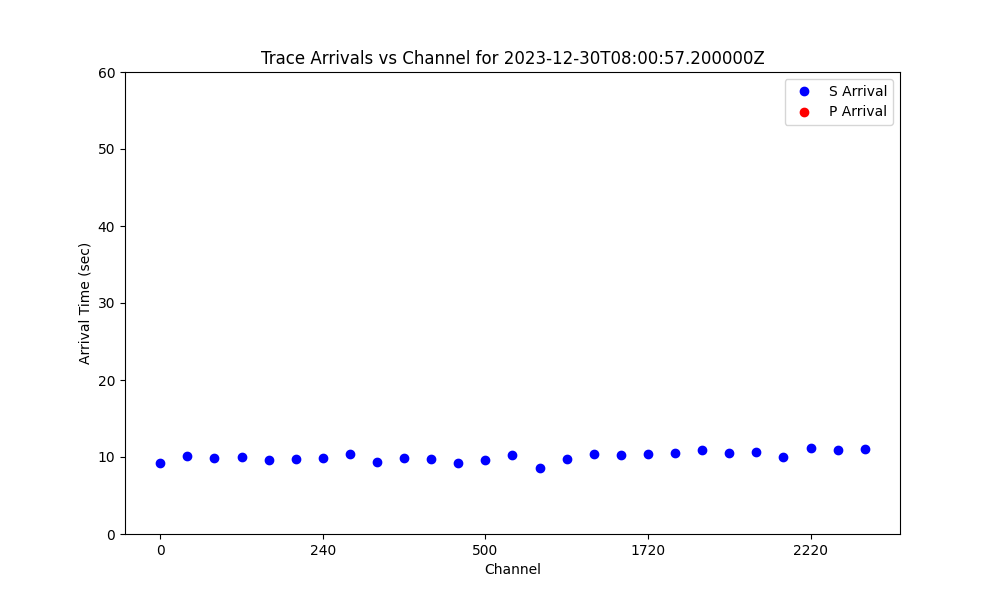 Trace Arrivals vs Channel for 2023-12-30T08:00:57.200000Z
S Arrival
P Arrival
60
50
40
30
20
10
0
Arrival Time (sec)
0 240 500 1720 2220
Channel